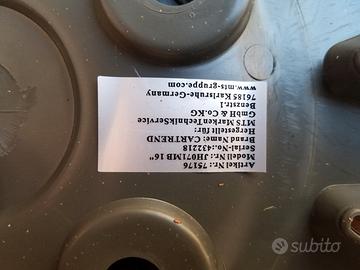 Artikel Nr.: 75176
Modell Nr.: JH071MB 16"
Serial-No.:432218
Brand Name: CARTREND
Hergestellt für:
MTS MarkenTechnikService
GmbH & Co.KG
Benzstr.1
76185 Karlsruhe-Germany
www.mts-gruppe.com
subito